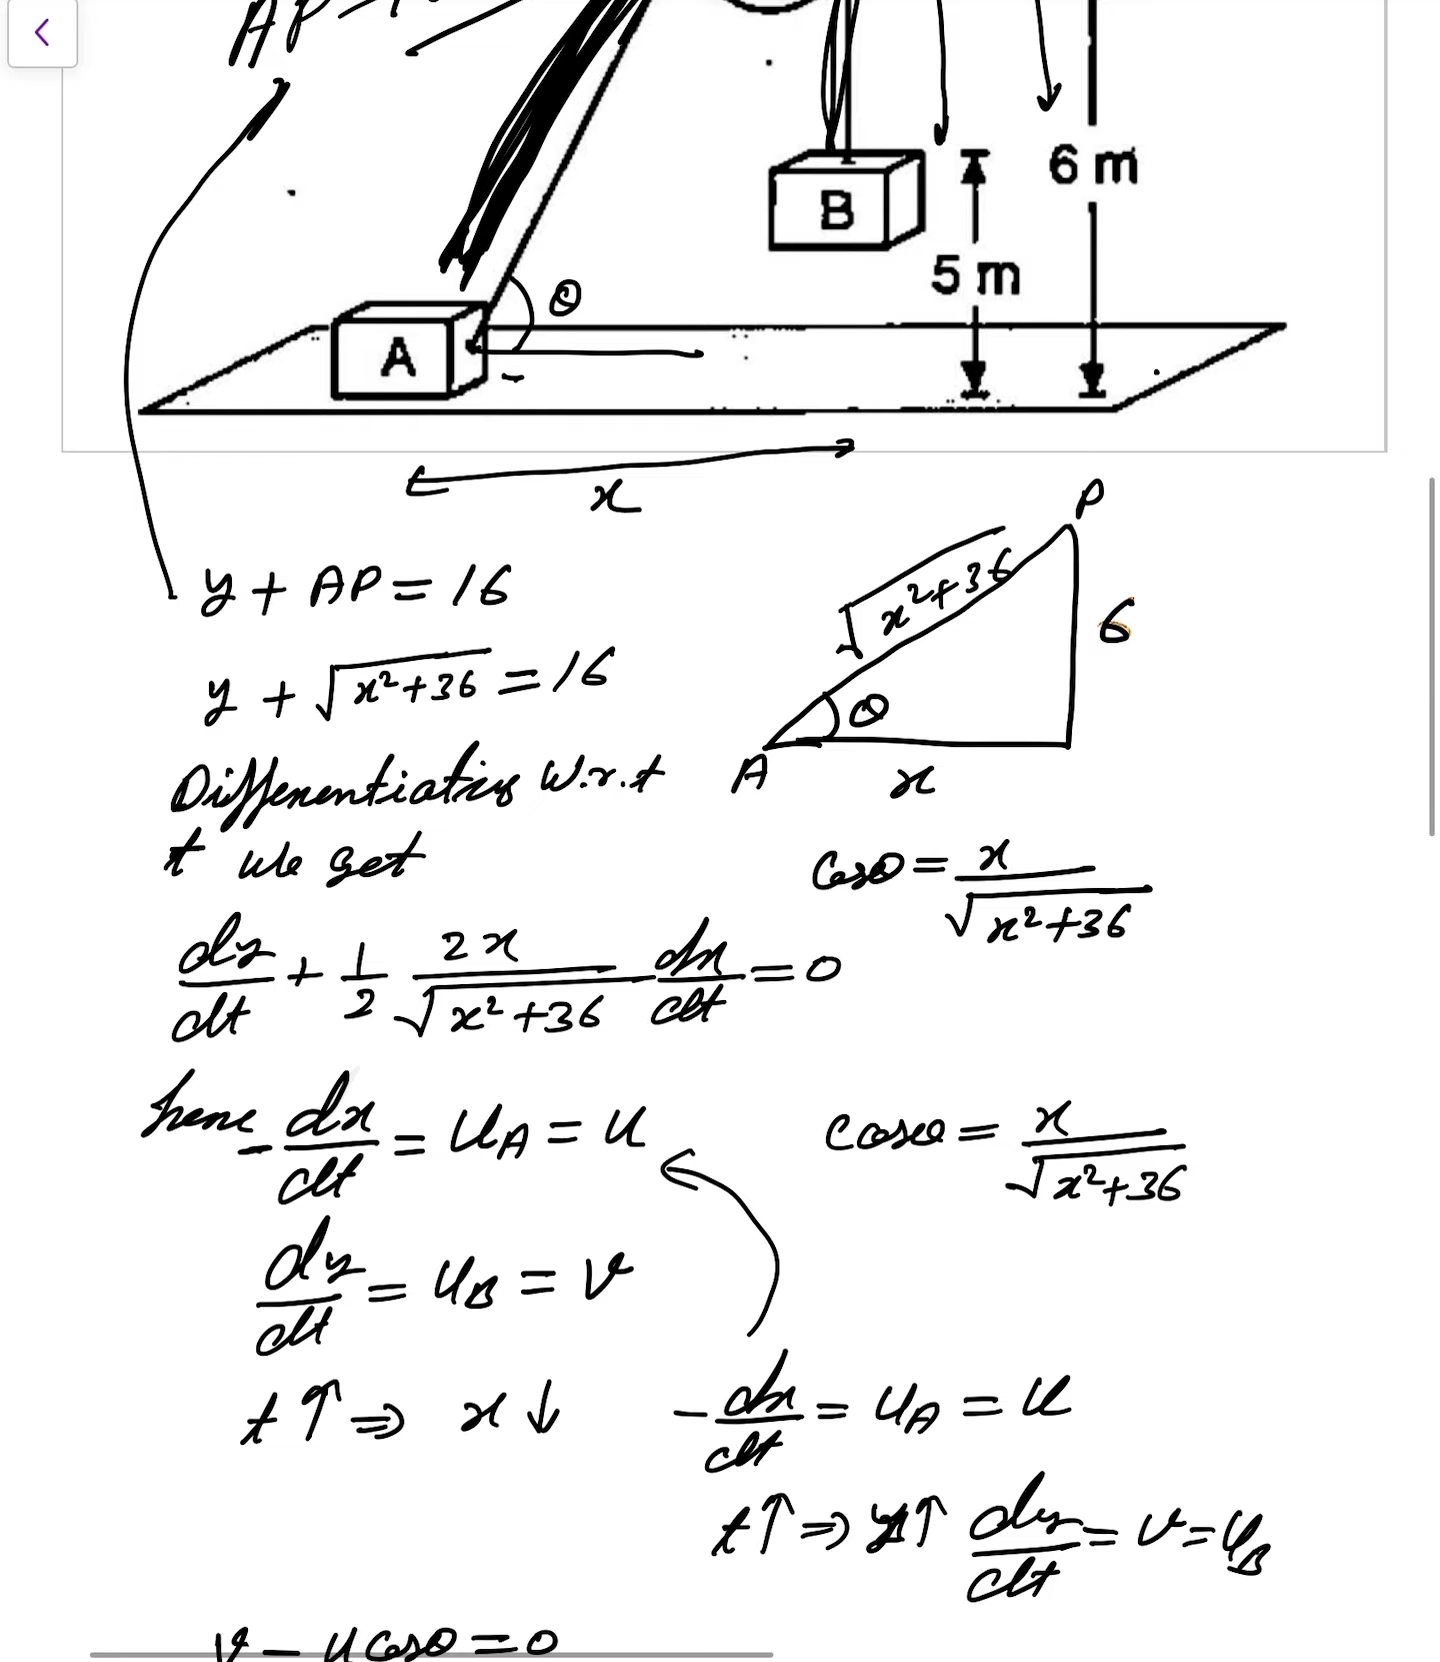 AP
B
6 m
5 m
θ
A
x
P
y + AP = 16
√x²+36
6
y + √x²+36 = 16
θ
Differentiating w.r.t
A
x
t we get
Cosθ = x/√x²+36
dy/dt + 1/2 2x/√x²+36 dx/dt = 0
here - dx/dt = uA = u
cosθ = x/√x²+36
dy/dt = uB = v
t↑ ⇒ x↓
- dx/dt = uA = u
t↑ ⇒ y↑ dy/dt = v = uB
v - u cosθ = 0